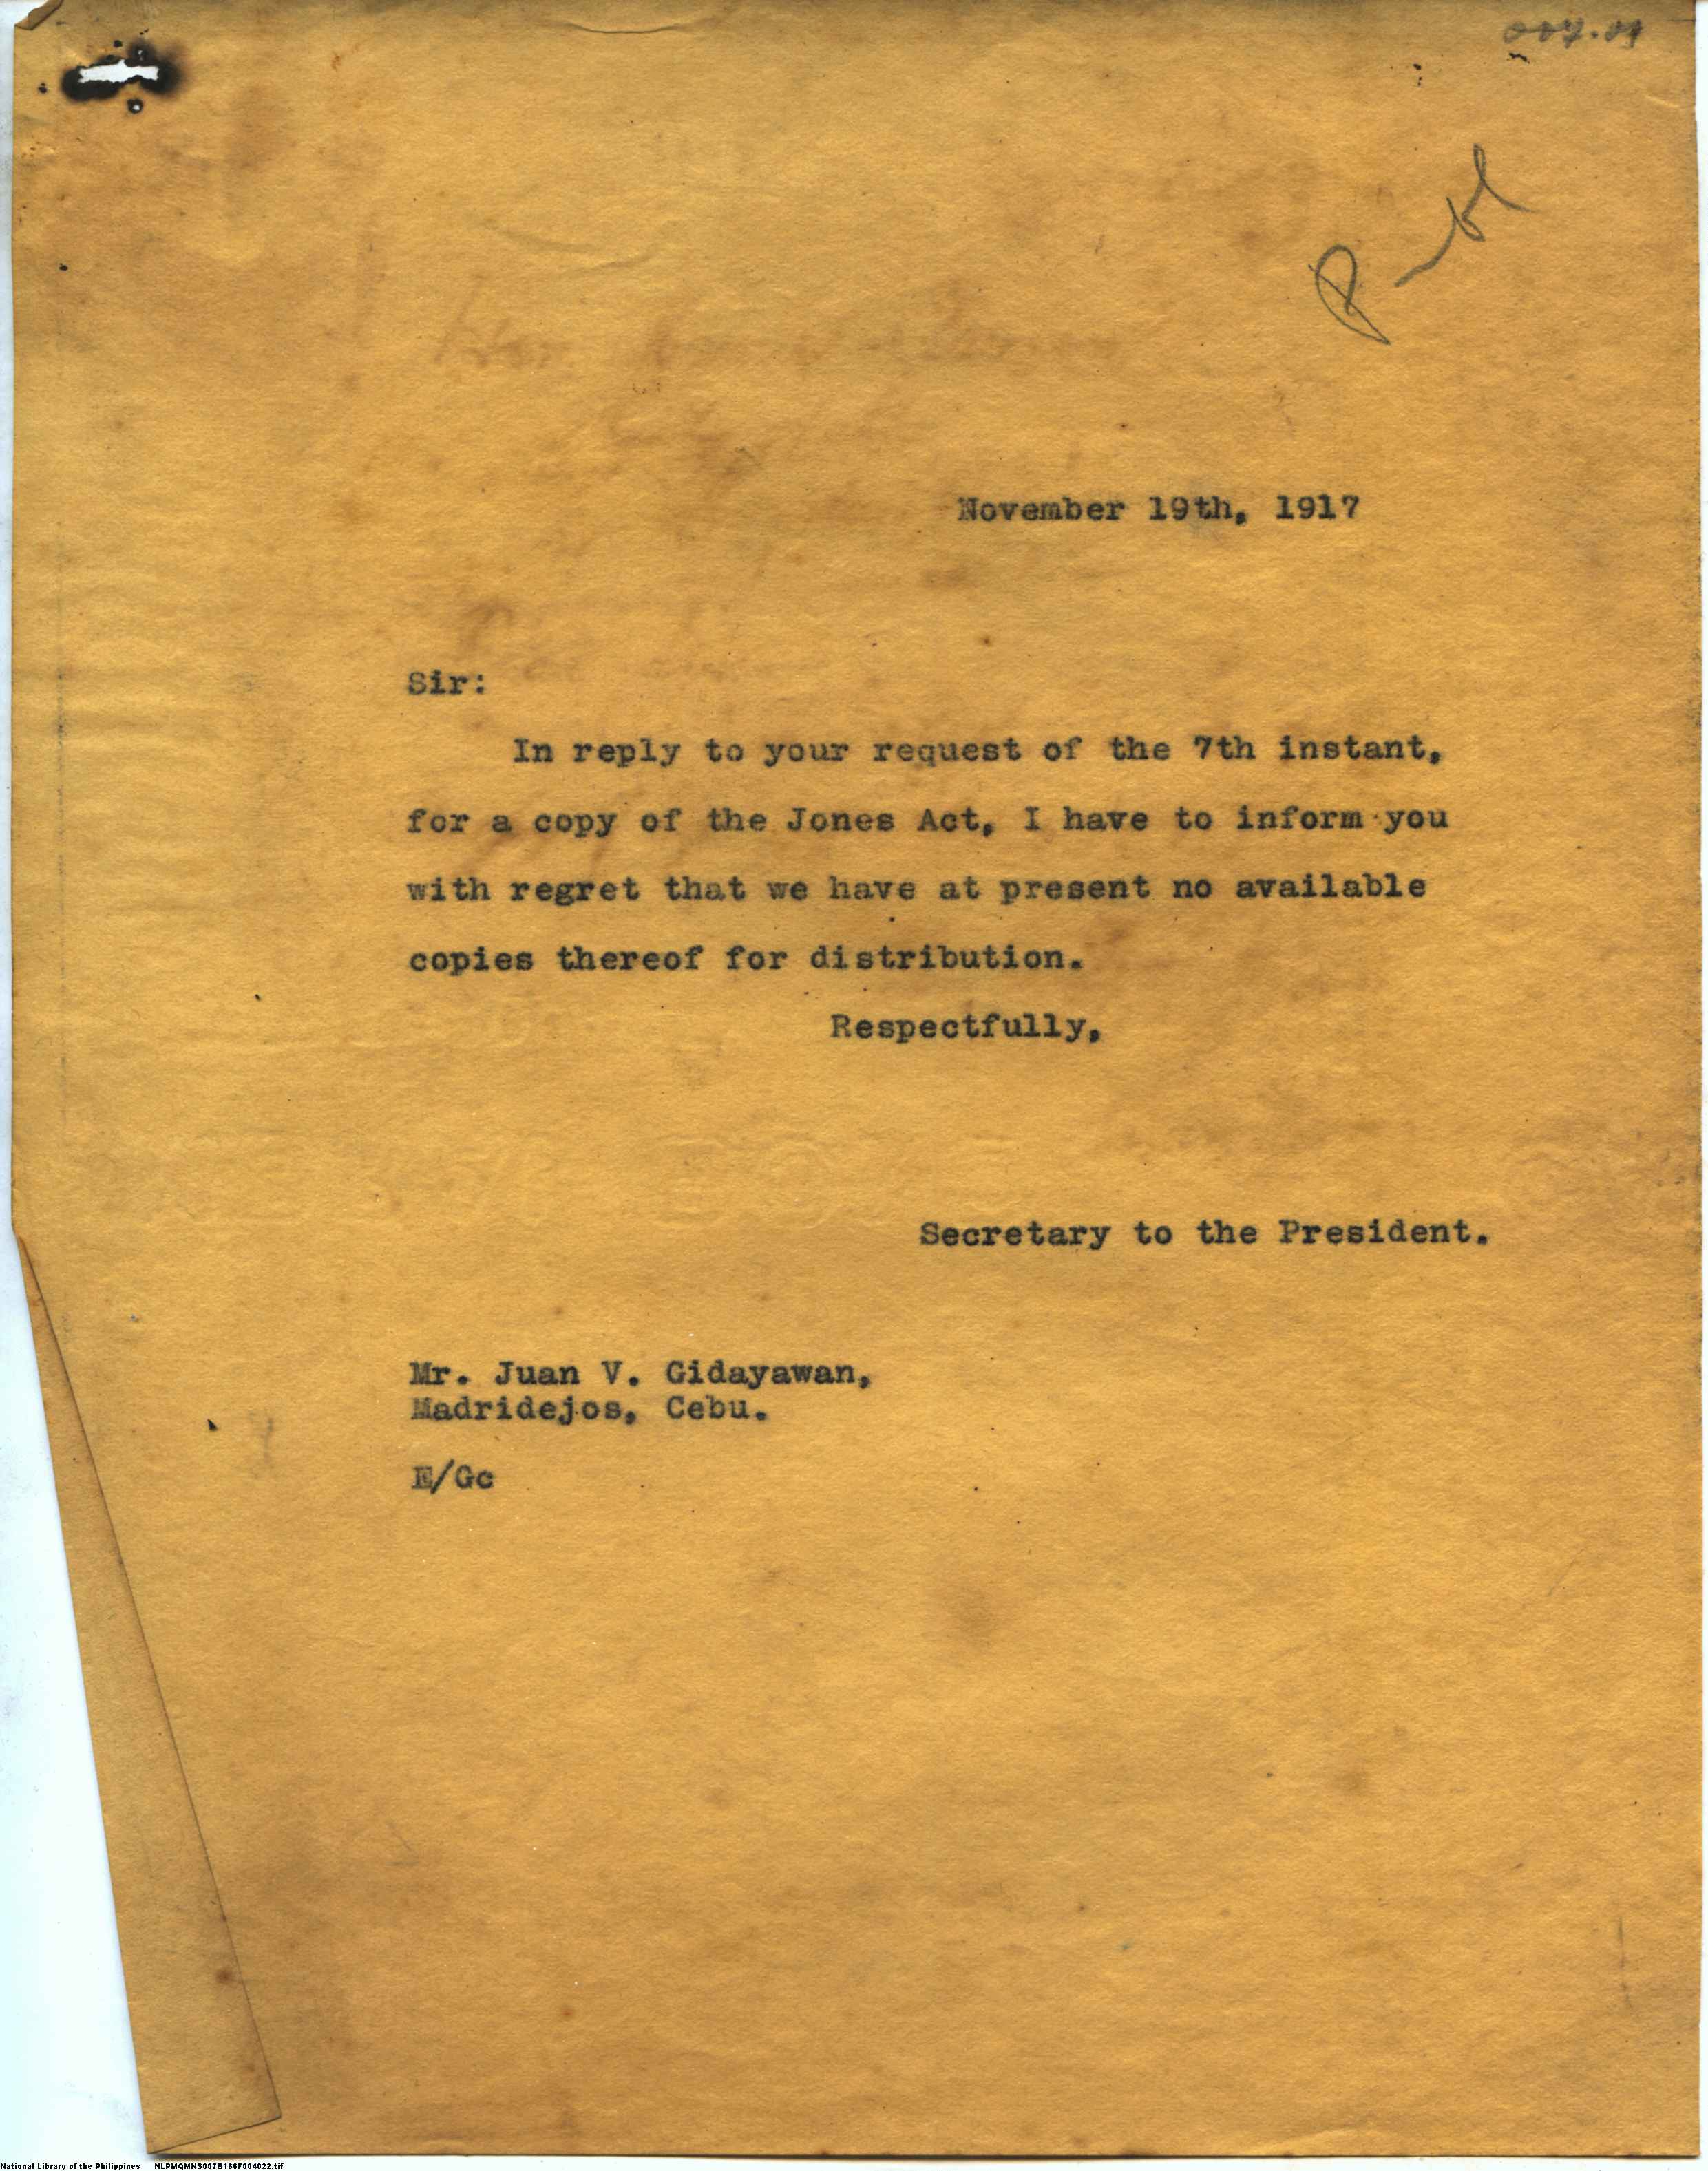 November 19th, 1917
Sir:
In reply to your request of the 7th instant,
for a copy of the Jones Act, I have to inform you
with regret that we have at present no available
copies thereof for distribution.
Respectfully,
Secretary to the President.
Mr. Juan V. Gidayawan,
Madridejos, Cebu.
E/Gc
National Library of the Philippines NLPMQMNS007B166F004022.tif